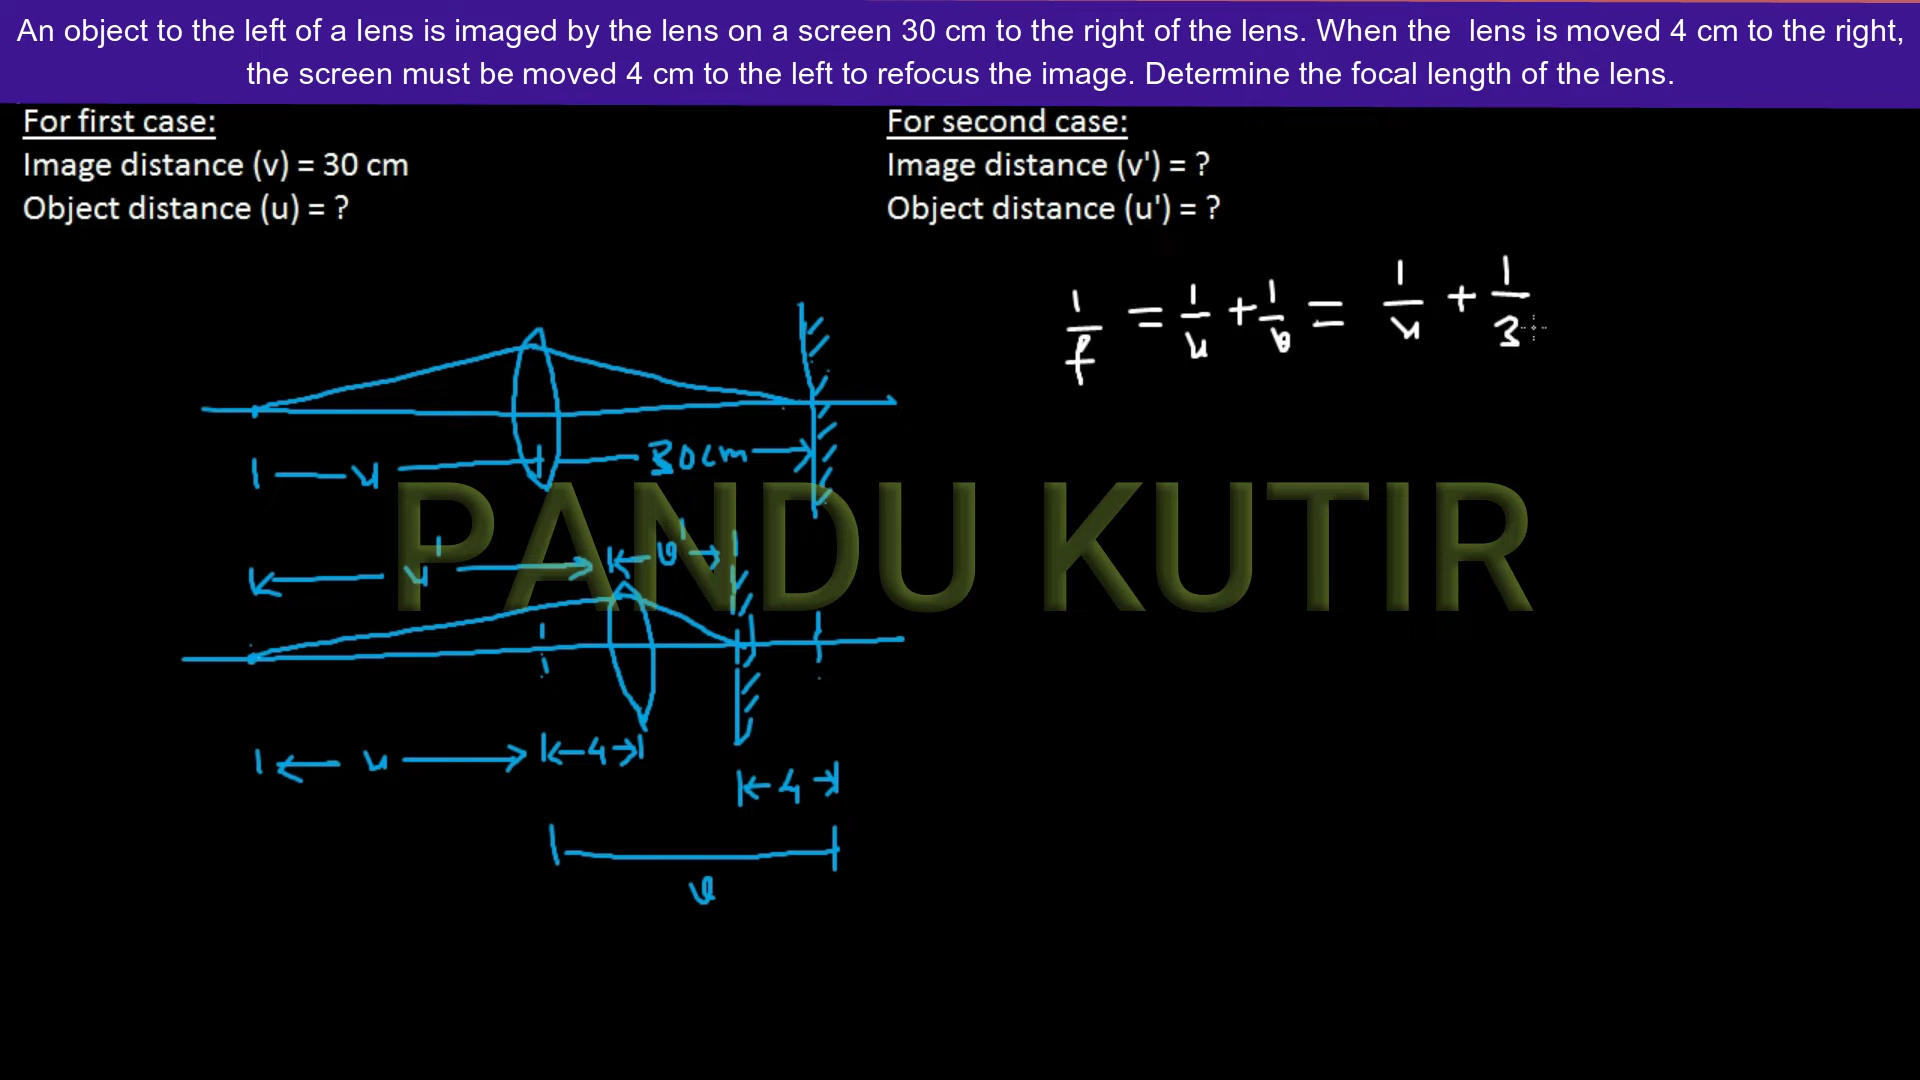 An object to the left of a lens is imaged by the lens on a screen 30 cm to the right of the lens. When the lens is moved 4 cm to the right,
the screen must be moved 4 cm to the left to refocus the image. Determine the focal length of the lens.
For first case:
Image distance (v) = 30 cm
Object distance (u) = ?
For second case:
Image distance (v') = ?
Object distance (u') = ?
1/f = 1/u + 1/v = 1/u + 1/3
u 30cm
u' v'
PANDU KUTIR
u 4
4
v